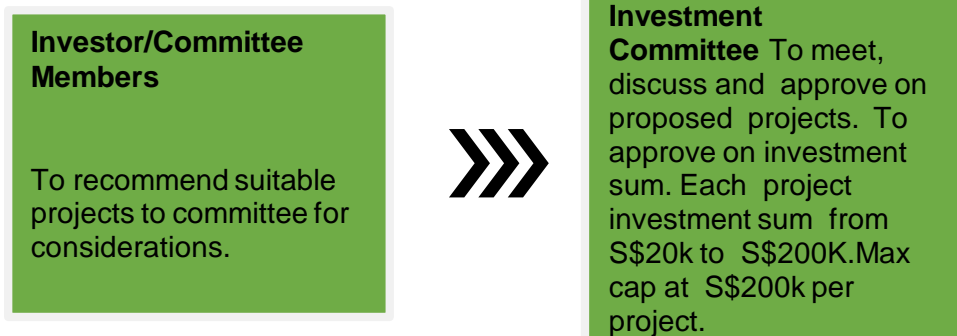 Investor/Committee
Members
To recommend suitable
projects to committee for
considerations.
Investment
Committee To meet,
discuss and approve on
proposed projects. To
approve on investment
sum. Each project
investment sum from
S$20k to S$200K.Max
cap at S$200k per
project.